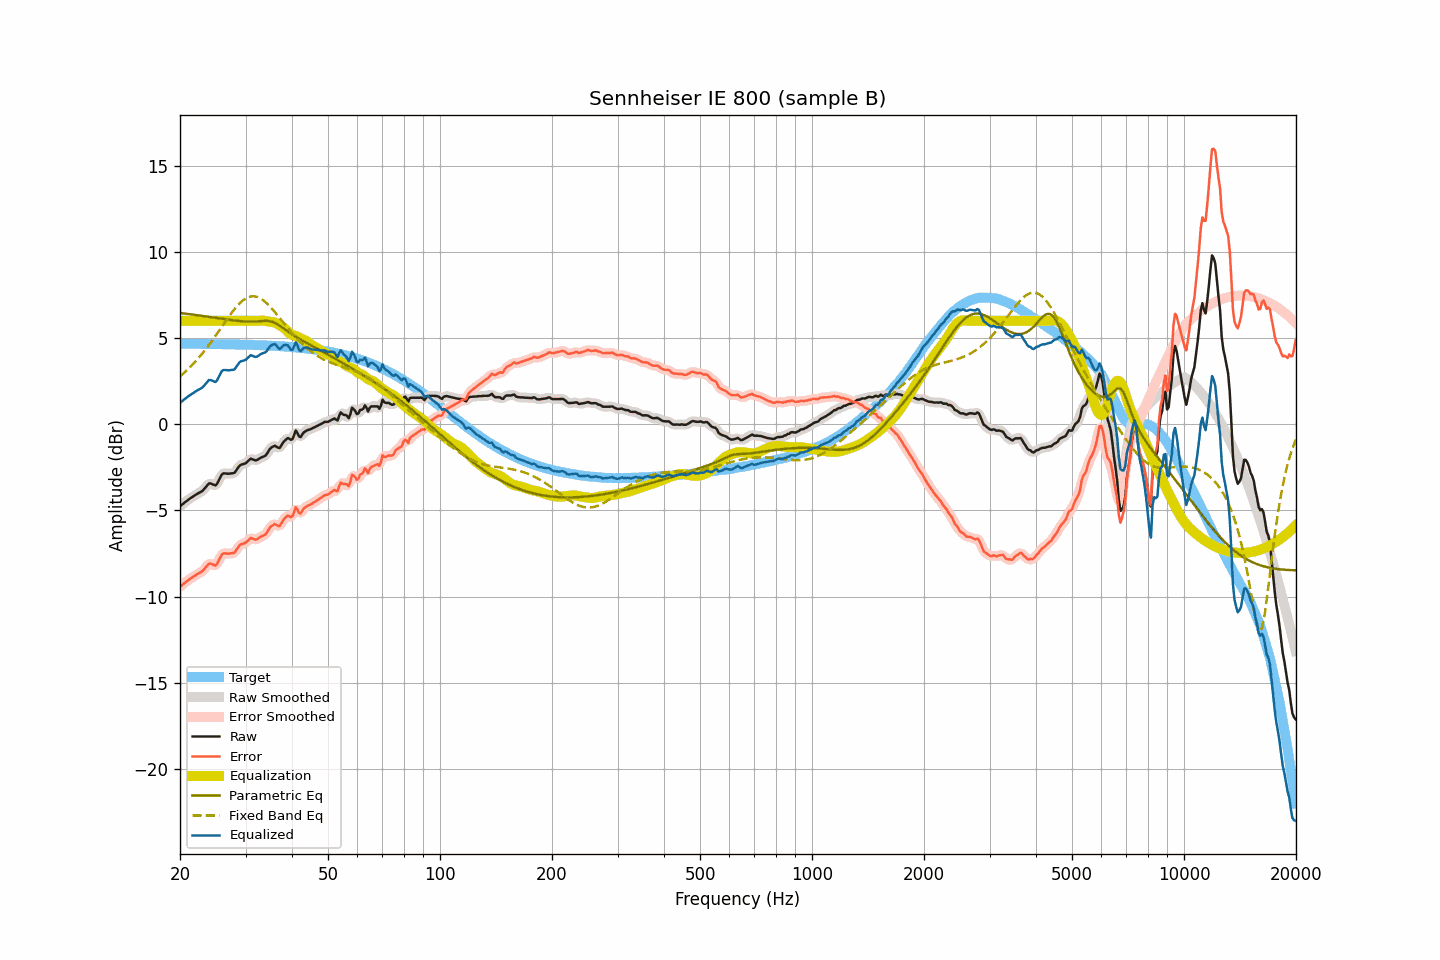 Sennheiser IE 800 (sample B)
15
10
5
0
−5
−10
−15
−20
Amplitude (dBr)
Target
Raw Smoothed
Error Smoothed
Raw
Error
Equalization
Parametric Eq
Fixed Band Eq
Equalized
20 50 100 200 500 1000 2000 5000 10000 20000
Frequency (Hz)